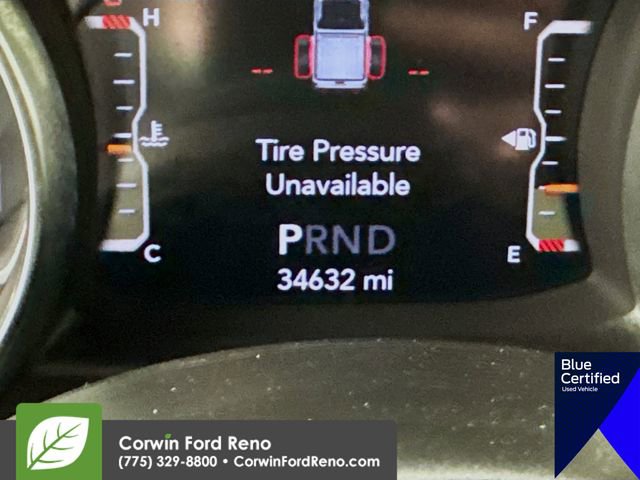 H
F
-- --
Tire Pressure
Unavailable
PRND
C
E
34632 mi
Blue
Certified
Used Vehicle
Corwin Ford Reno
(775) 329-8800 • CorwinFordReno.com